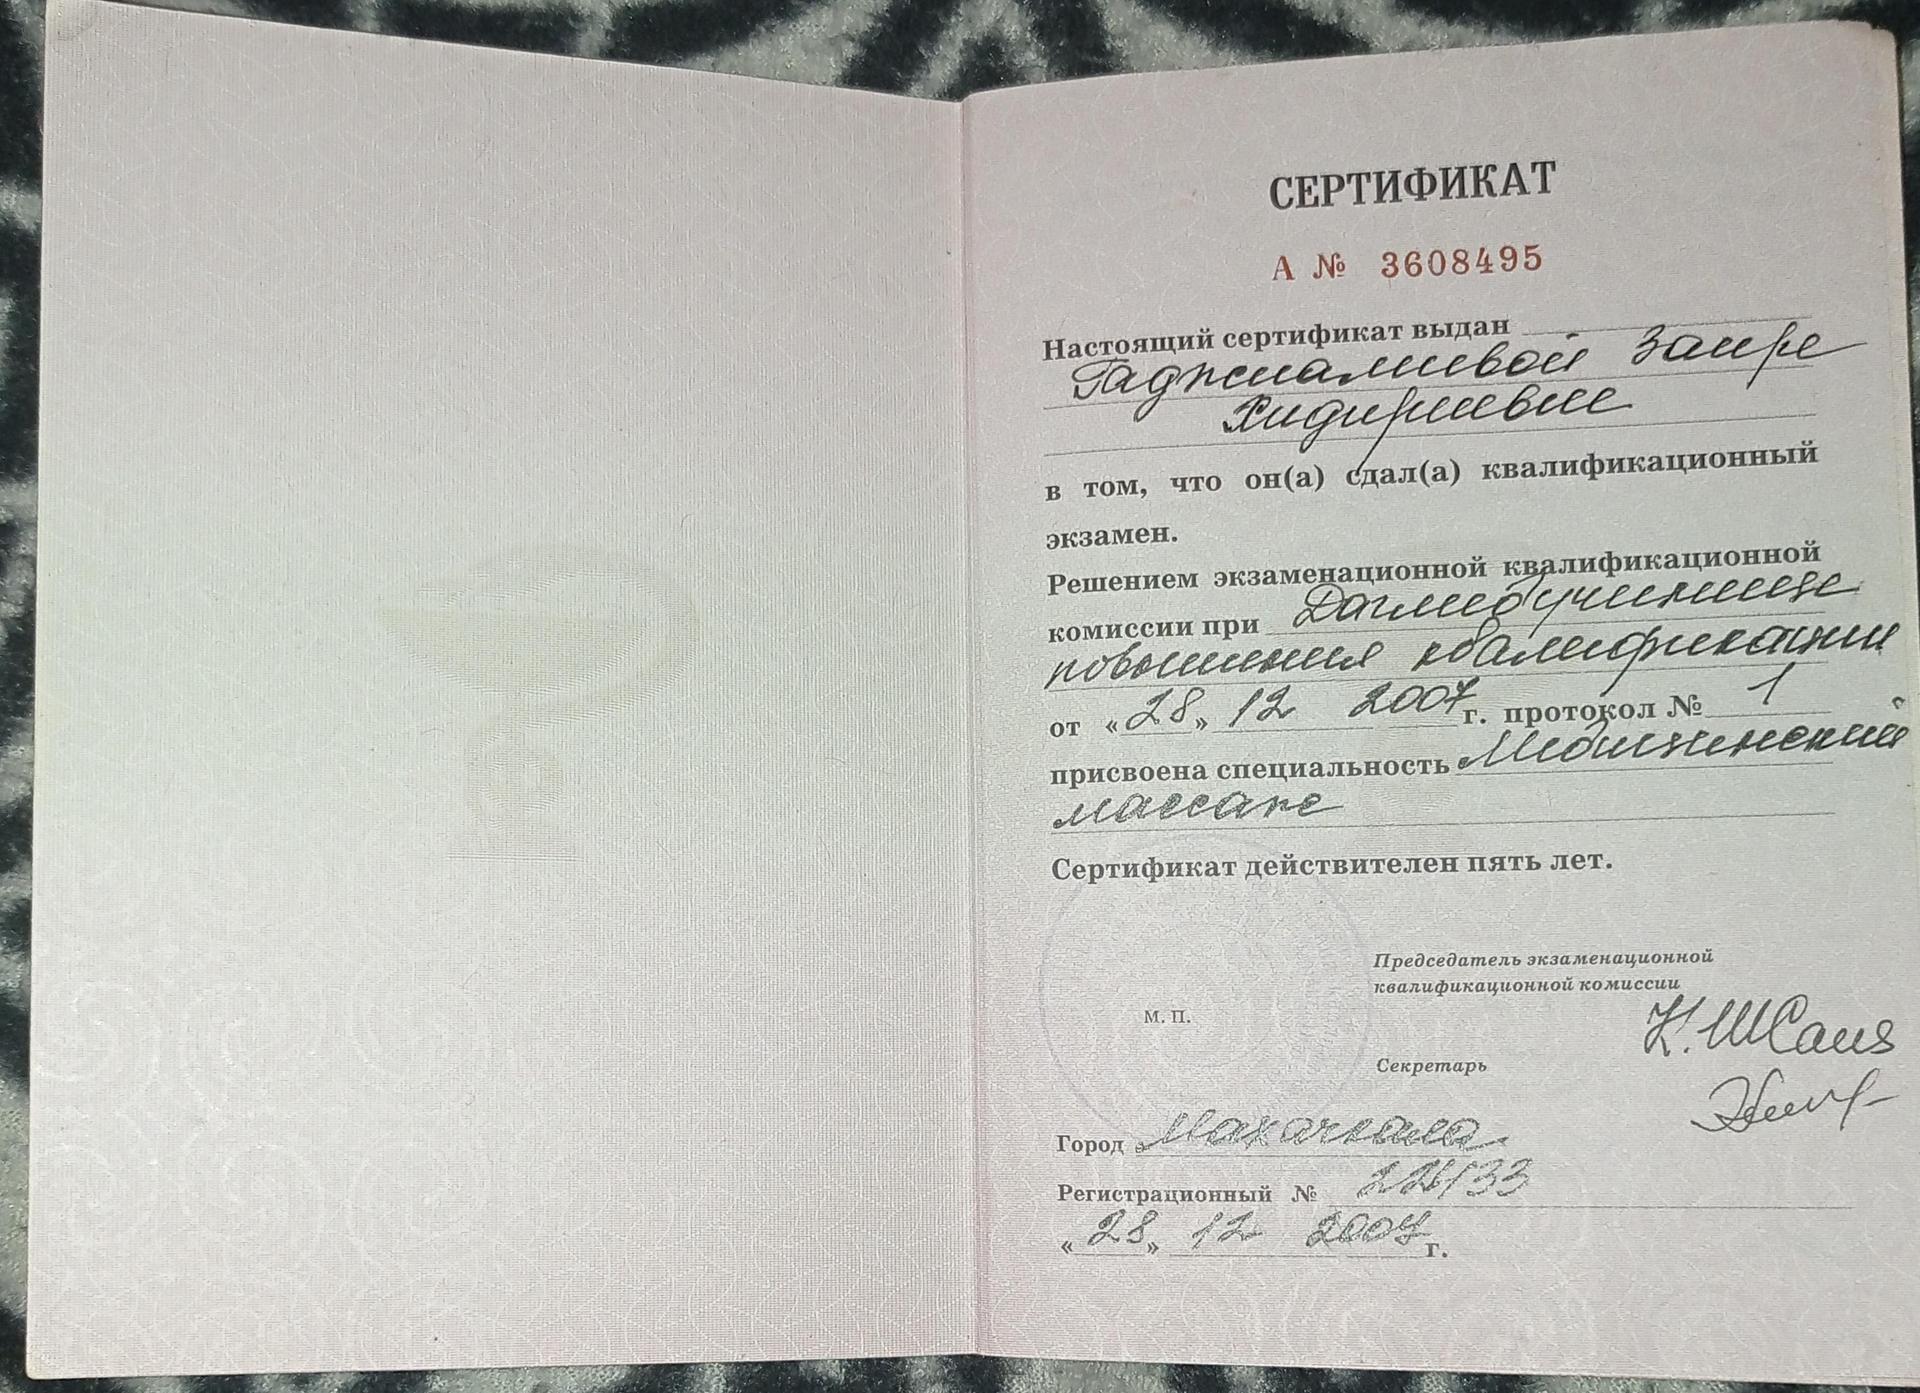 СЕРТИФИКАТ
А № 3608495
Настоящий сертификат выдан
Гаджиалиевой Заире
Хидириевне
в том, что он(а) сдал(а) квалификационный
экзамен.
Решением экзаменационной квалификационной
комиссии при Дагмедучилище
повышения квалификации
от «28» 12 2007 г. протокол № 1
присвоена специальность Медицинский
массаж
Сертификат действителен пять лет.
Председатель экзаменационной
квалификационной комиссии
М. П.
Секретарь
Город Махачкала
Регистрационный №
«28» 12 2007 г.